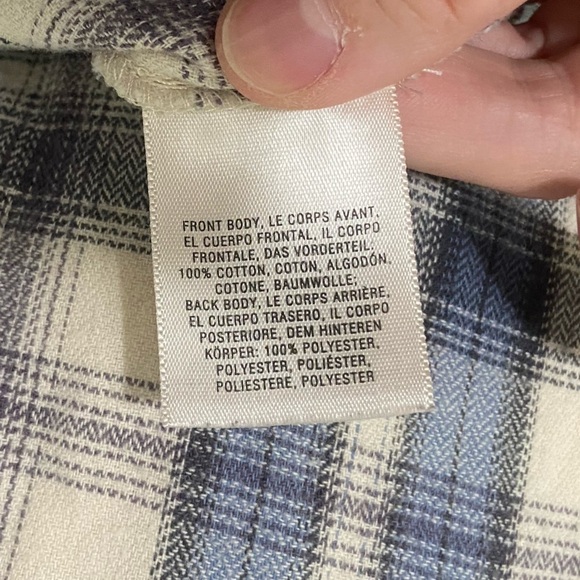 FRONT BODY, LE CORPS AVANT,
EL CUERPO FRONTAL, IL CORPO
FRONTALE, DAS VORDERTEIL:
100% COTTON, COTON, ALGODÓN,
COTONE, BAUMWOLLE;
BACK BODY, LE CORPS ARRIÈRE,
EL CUERPO TRASERO, IL CORPO
POSTERIORE, DEM HINTEREN
KÖRPER: 100% POLYESTER,
POLYESTER, POLIÉSTER,
POLIESTERE, POLYESTER